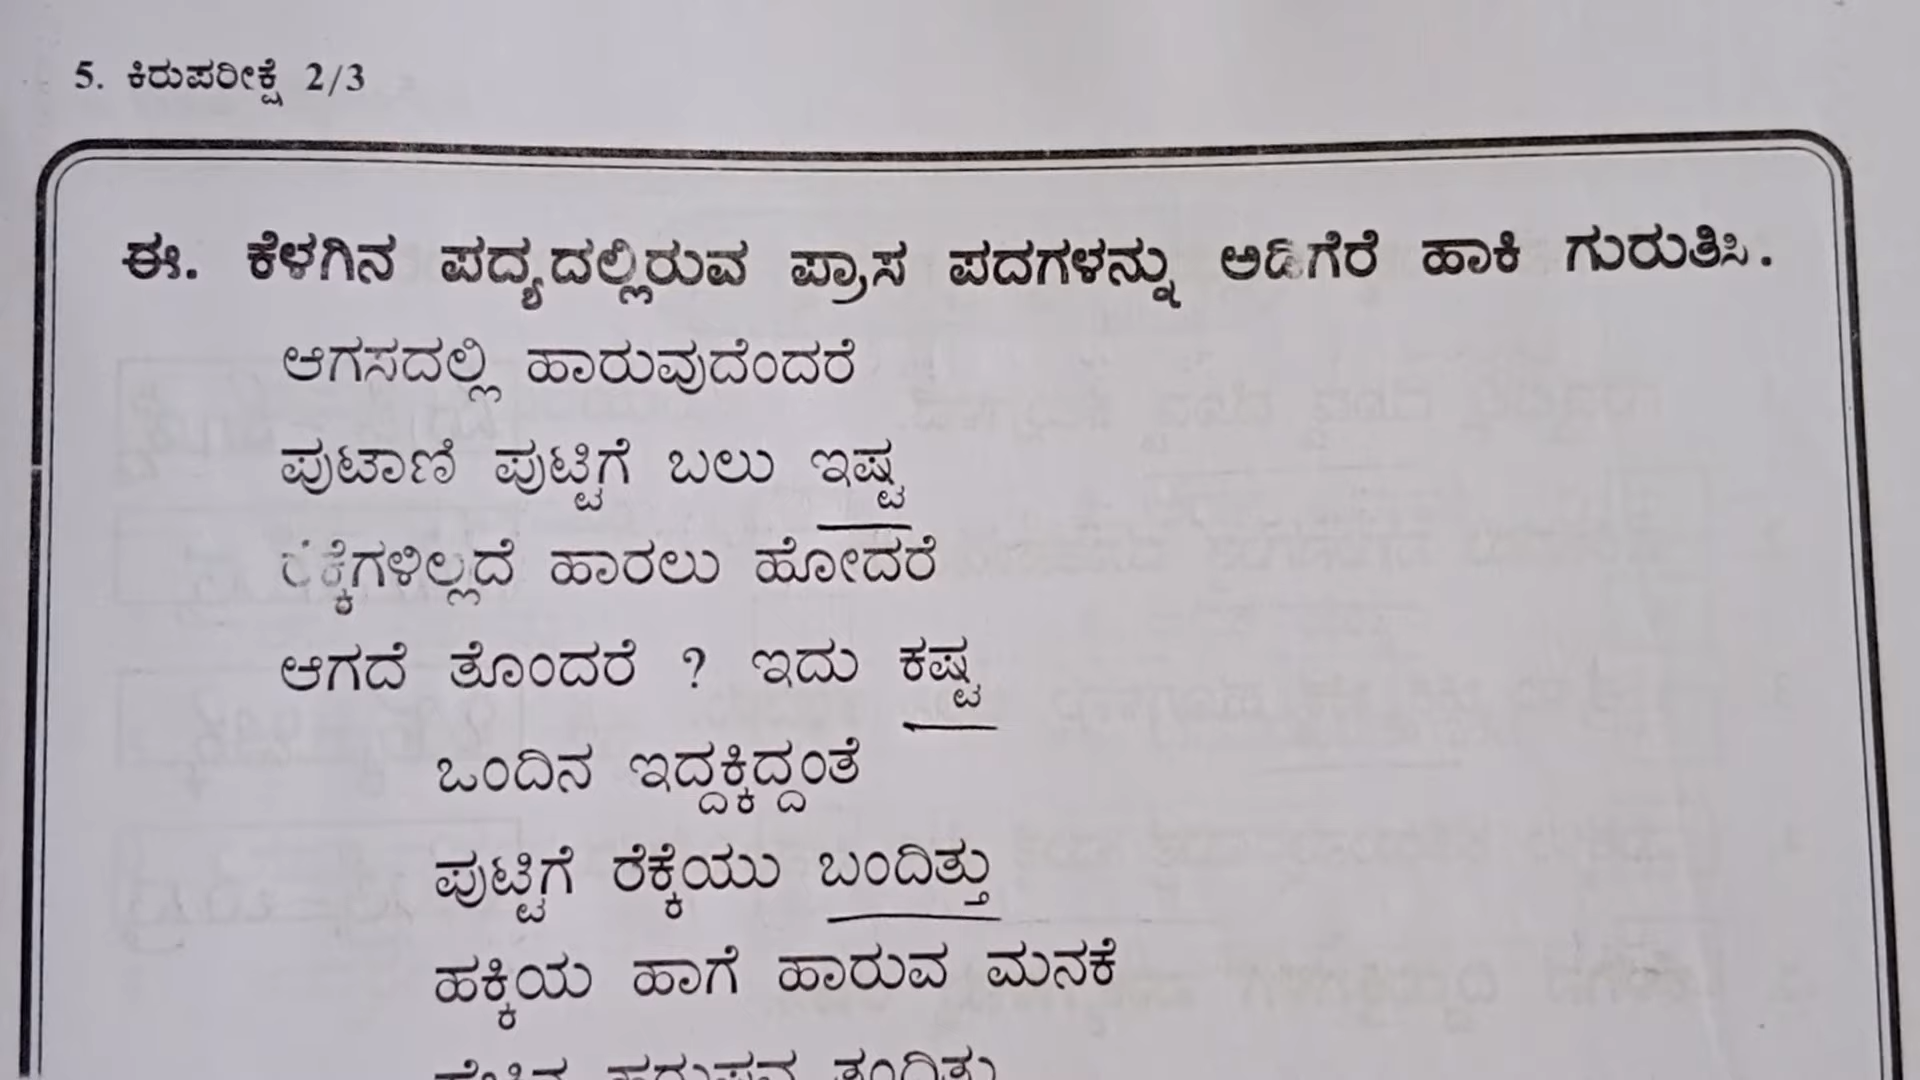 5. ಕಿರುಪರೀಕ್ಷೆ 2/3
ಈ. ಕೆಳಗಿನ ಪದ್ಯದಲ್ಲಿರುವ ಪ್ರಾಸ ಪದಗಳನ್ನು ಅಡಿಗೆರೆ ಹಾಕಿ ಗುರುತಿಸಿ.
ಆಗಸದಲ್ಲಿ ಹಾರುವುದೆಂದರೆ
ಪುಟಾಣಿ ಪುಟ್ಟಿಗೆ ಬಲು ಇಷ್ಟ
ರೆಕ್ಕೆಗಳಿಲ್ಲದೆ ಹಾರಲು ಹೋದರೆ
ಆಗದೆ ತೊಂದರೆ ? ಇದು ಕಷ್ಟ
ಒಂದಿನ ಇದ್ದಕ್ಕಿದ್ದಂತೆ
ಪುಟ್ಟಿಗೆ ರೆಕ್ಕೆಯು ಬಂದಿತ್ತು
ಹಕ್ಕಿಯ ಹಾಗೆ ಹಾರುವ ಮನಕೆ